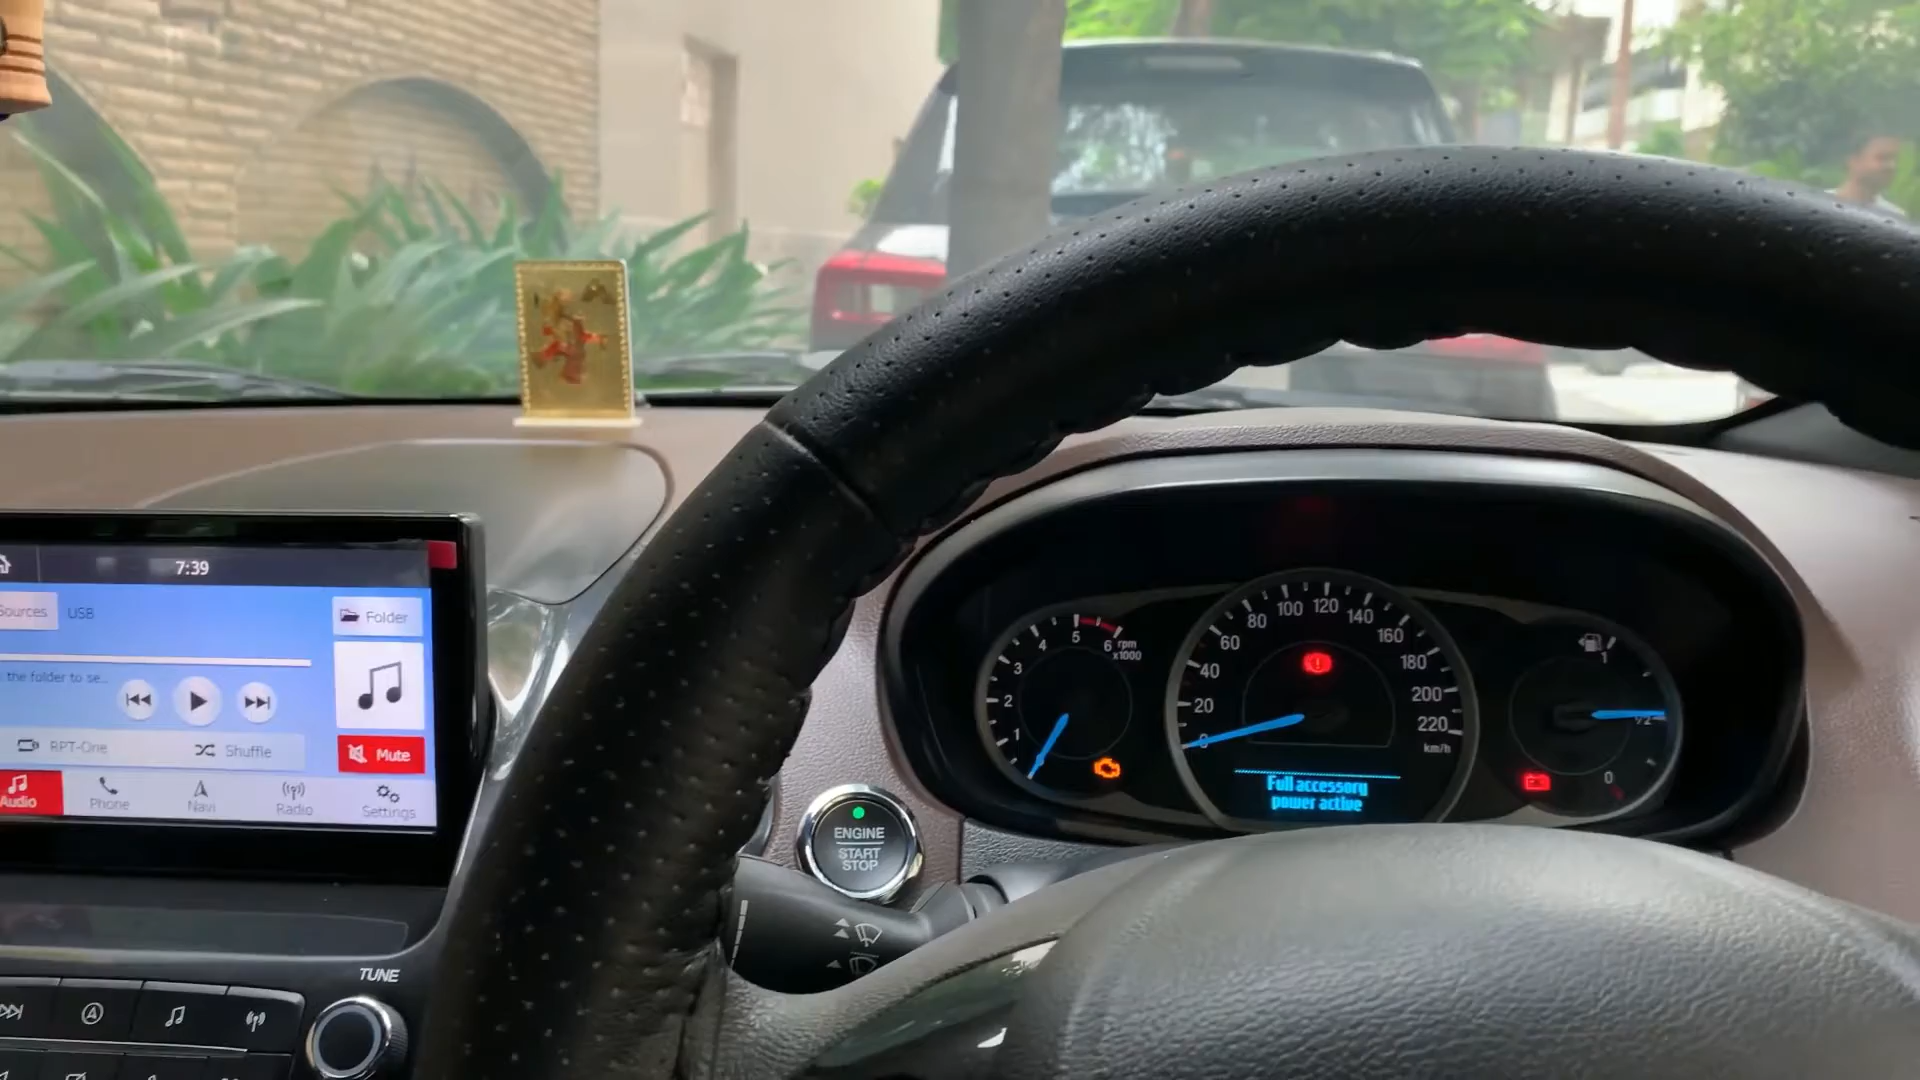 7:39
Sources USB
Folder
the folder to se...
RPT-One
Shuffle
Mute
Audio
Phone
Navi
Radio
Settings
TUNE
ENGINE
START
STOP
1
2
3
4
5
6
rpm
x1000
0
20
40
60
80
100
120
140
160
180
200
220
km/h
Full accessory
power active
1
1/2
0